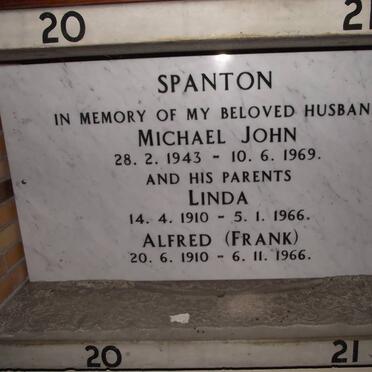 20
21
SPANTON
IN MEMORY OF MY BELOVED HUSBAN
MICHAEL JOHN
28. 2. 1943 - 10. 6. 1969.
AND HIS PARENTS
LINDA
14. 4. 1910 - 5. 1. 1966.
ALFRED (FRANK)
20. 6. 1910 - 6. 11. 1966.
20
21